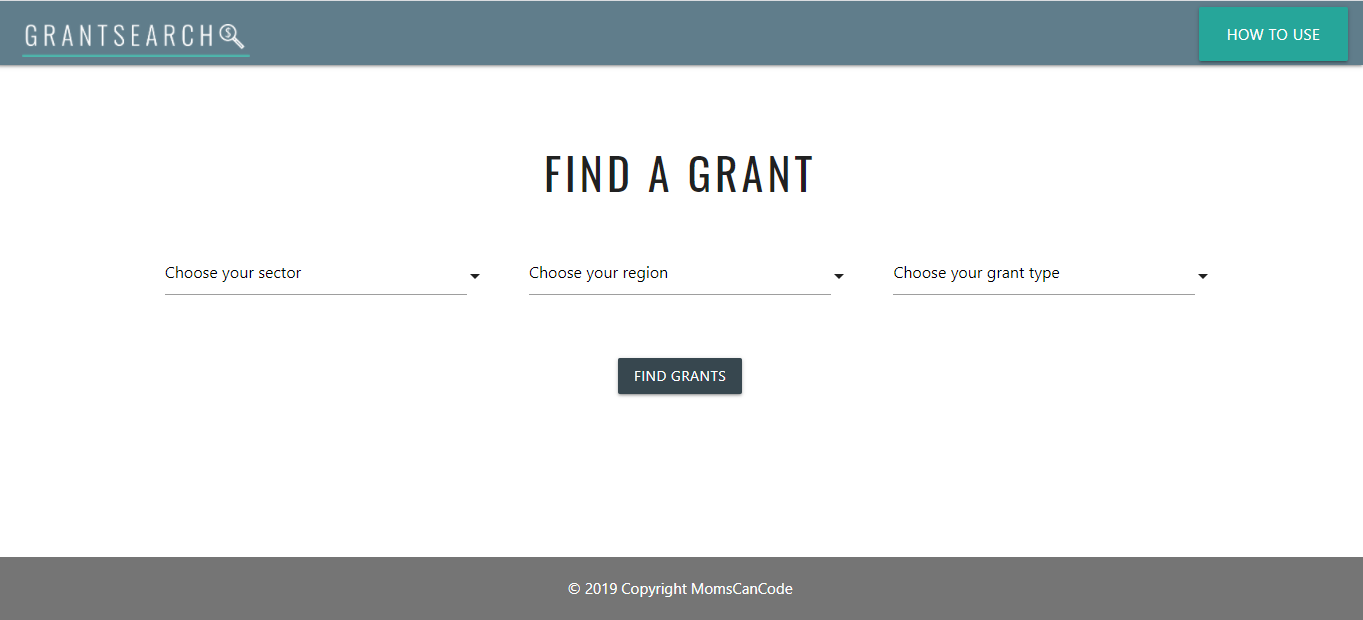 GRANTSEARCH
HOW TO USE
FIND A GRANT
Choose your sector
Choose your region
Choose your grant type
FIND GRANTS
© 2019 Copyright MomsCanCode